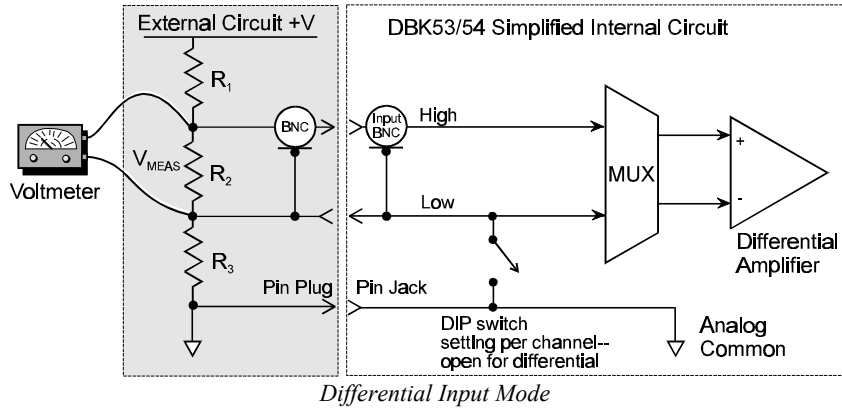 External Circuit +V
DBK53/54 Simplified Internal Circuit
R1
BNC
Input
BNC
High
Voltmeter
VMEAS
R2
MUX
+
-
Low
Differential
Amplifier
R3
Pin Plug
Pin Jack
DIP switch
setting per channel--
open for differential
Analog
Common
Differential Input Mode